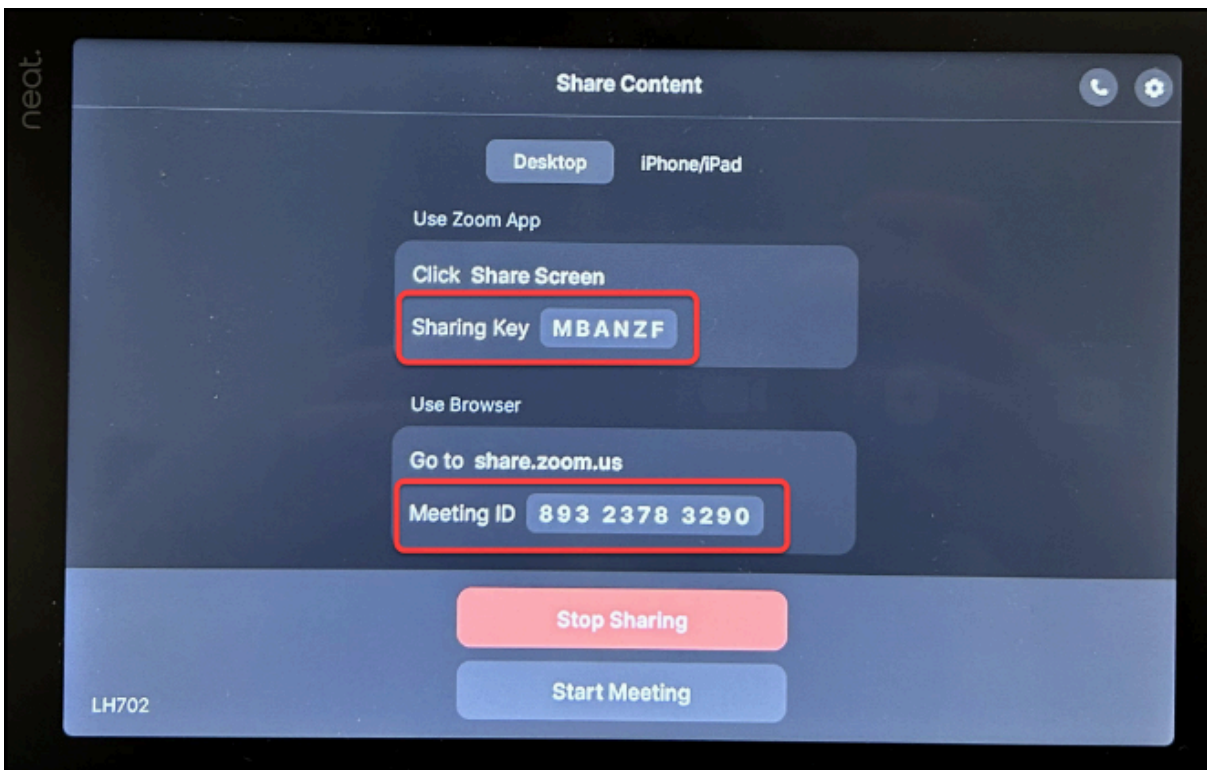 neat.
Share Content
Desktop iPhone/iPad
Use Zoom App
Click Share Screen
Sharing Key MBANZF
Use Browser
Go to share.zoom.us
Meeting ID 893 2378 3290
Stop Sharing
Start Meeting
LH702